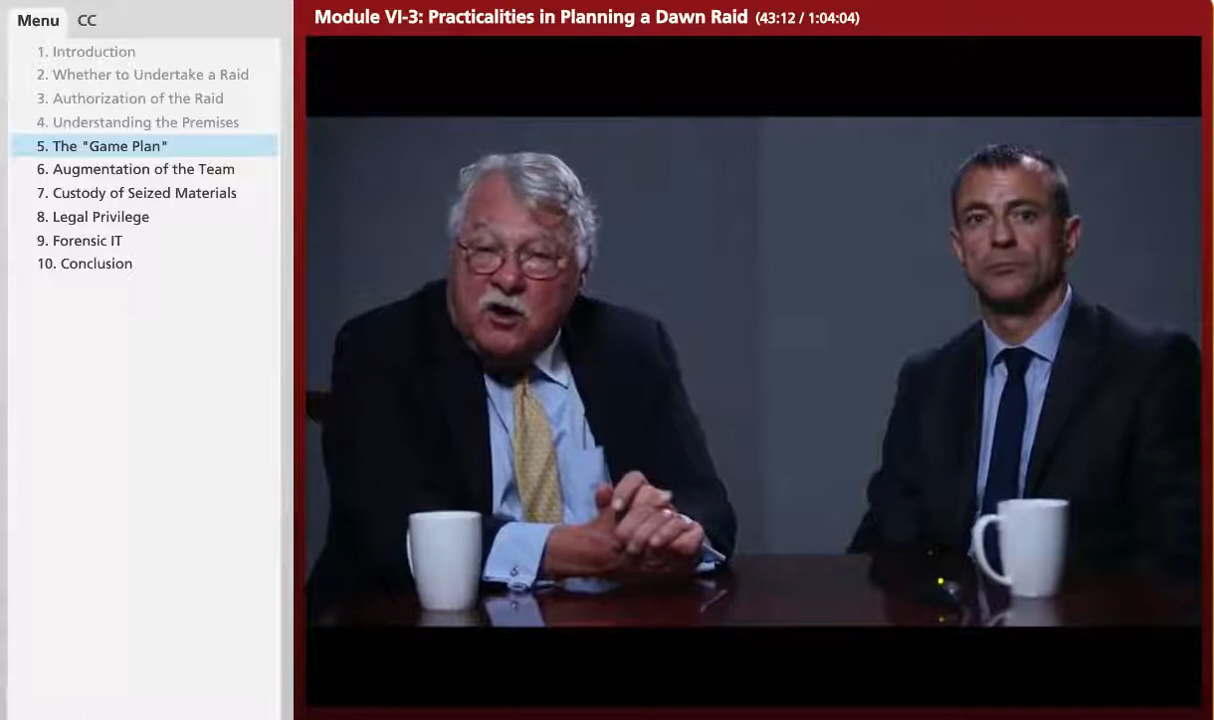 Menu CC
Module VI-3: Practicalities in Planning a Dawn Raid (43:12 / 1:04:04)
1. Introduction
2. Whether to Undertake a Raid
3. Authorization of the Raid
4. Understanding the Premises
5. The "Game Plan"
6. Augmentation of the Team
7. Custody of Seized Materials
8. Legal Privilege
9. Forensic IT
10. Conclusion